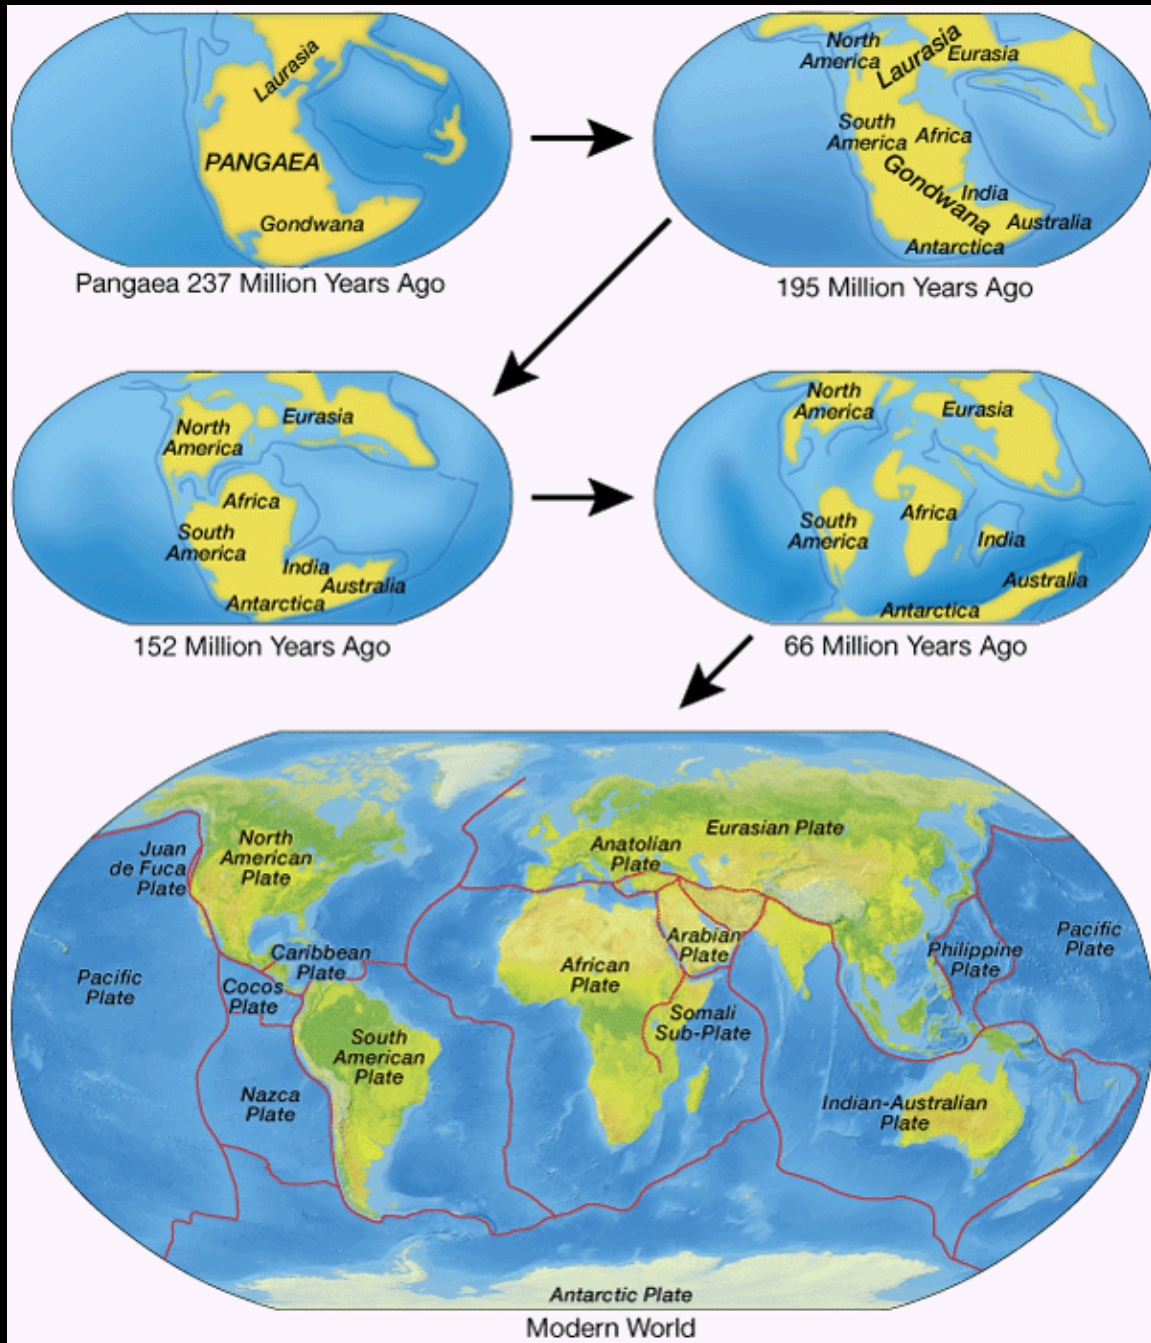 Laurasia
PANGAEA
Gondwana
Pangaea 237 Million Years Ago
North
America
Laurasia
Eurasia
South
America
Africa
Gondwana
India
Australia
Antarctica
195 Million Years Ago
North
America
Eurasia
Africa
South
America
India
Australia
Antarctica
152 Million Years Ago
North
America
Eurasia
South
America
Africa
India
Australia
Antarctica
66 Million Years Ago
Juan
de Fuca
Plate
North
American
Plate
Anatolian
Plate
Eurasian Plate
Pacific
Plate
Caribbean
Plate
Cocos
Plate
African
Plate
Arabian
Plate
Somali
Sub-Plate
Philippine
Plate
Pacific
Plate
South
American
Plate
Nazca
Plate
Indian-Australian
Plate
Antarctic Plate
Modern World